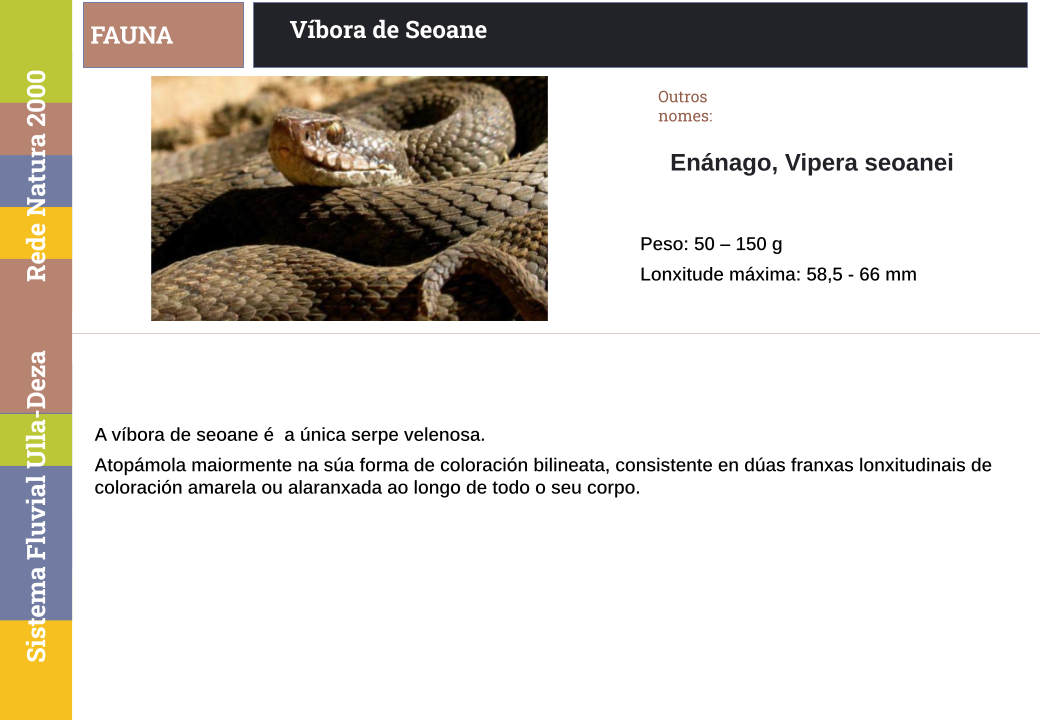 FAUNA
Víbora de Seoane
Outros
nomes:
Enánago, Vipera seoanei
Peso: 50 – 150 g
Lonxitude máxima: 58,5 - 66 mm
A víbora de seoane é  a única serpe velenosa.
Atopámola maiormente na súa forma de coloración bilineata, consistente en dúas franxas lonxitudinais de
coloración amarela ou alaranxada ao longo de todo o seu corpo.
Sistema Fluvial Ulla-Deza
Rede Natura 2000